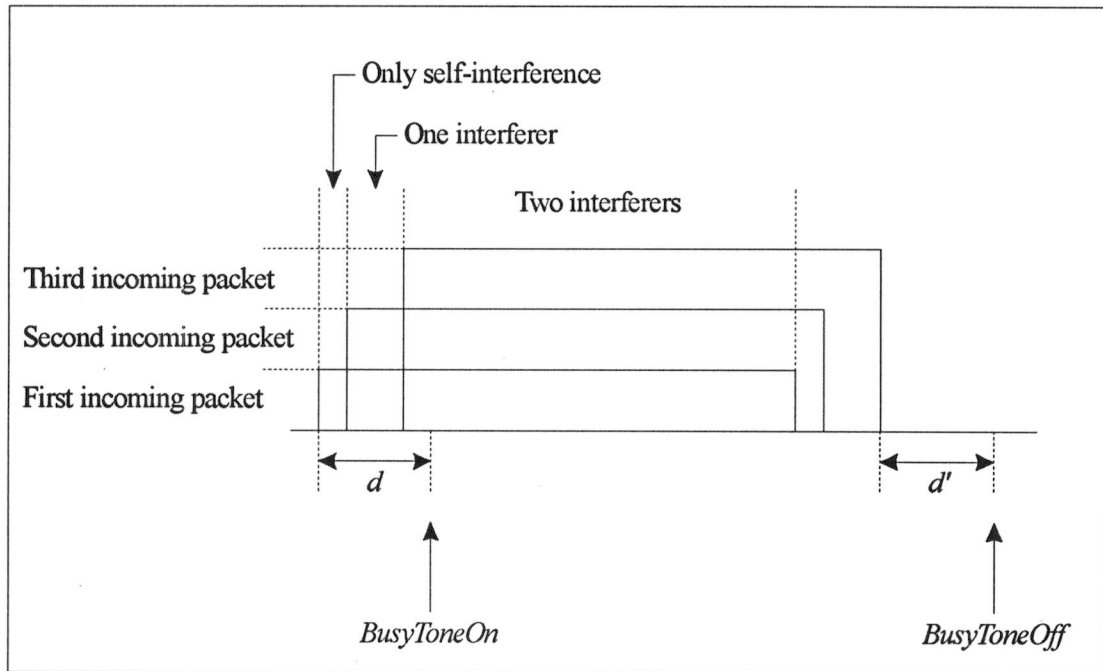 Only self-interference
One interferer
Two interferers
Third incoming packet
Second incoming packet
First incoming packet
d
d'
BusyToneOn
BusyToneOff